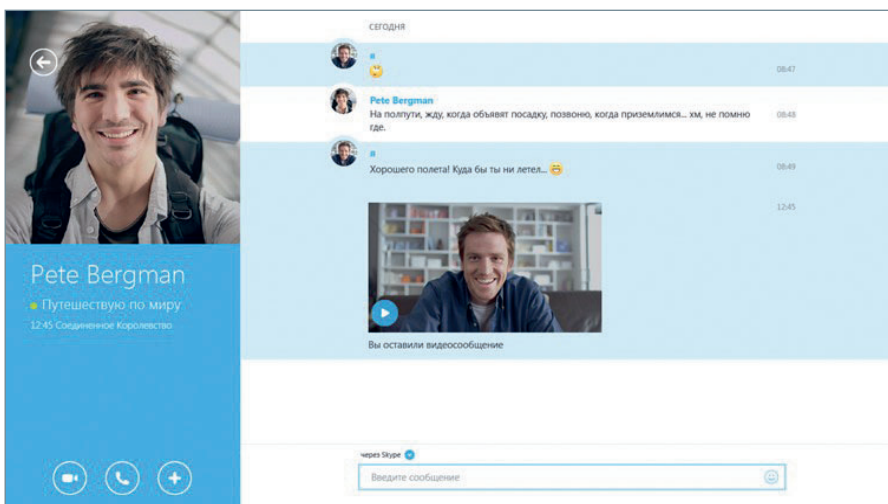 СЕГОДНЯ
я
08:47
Pete Bergman
На полпути, жду, когда объявят посадку, позвоню, когда приземлимся... хм, не помню
где.
08:48
я
Хорошего полета! Куда бы ты ни летел...
08:49
12:45
Вы оставили видеосообщение
Pete Bergman
Путешествую по миру
12:45 Соединенное Королевство
через Skype
Введите сообщение